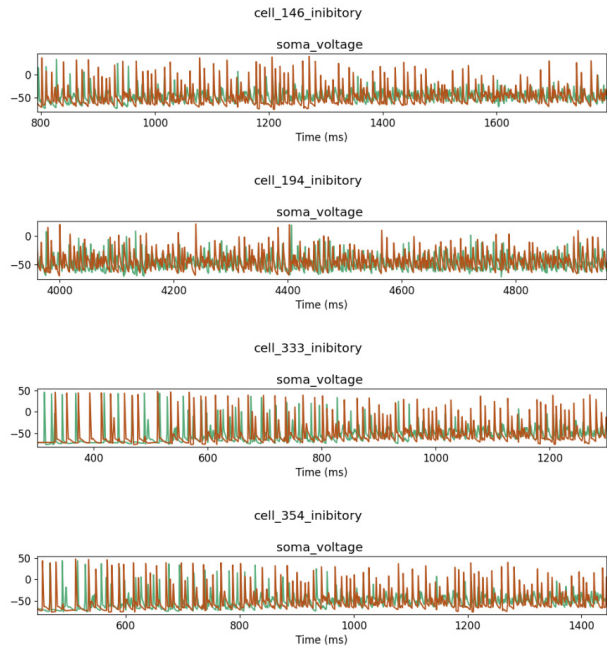 cell_146_inibitory
soma_voltage
0
−50
800 1000 1200 1400 1600
Time (ms)
cell_194_inibitory
soma_voltage
0
−50
4000 4200 4400 4600 4800
Time (ms)
cell_333_inibitory
soma_voltage
50
0
−50
400 600 800 1000 1200
Time (ms)
cell_354_inibitory
soma_voltage
50
0
−50
600 800 1000 1200 1400
Time (ms)